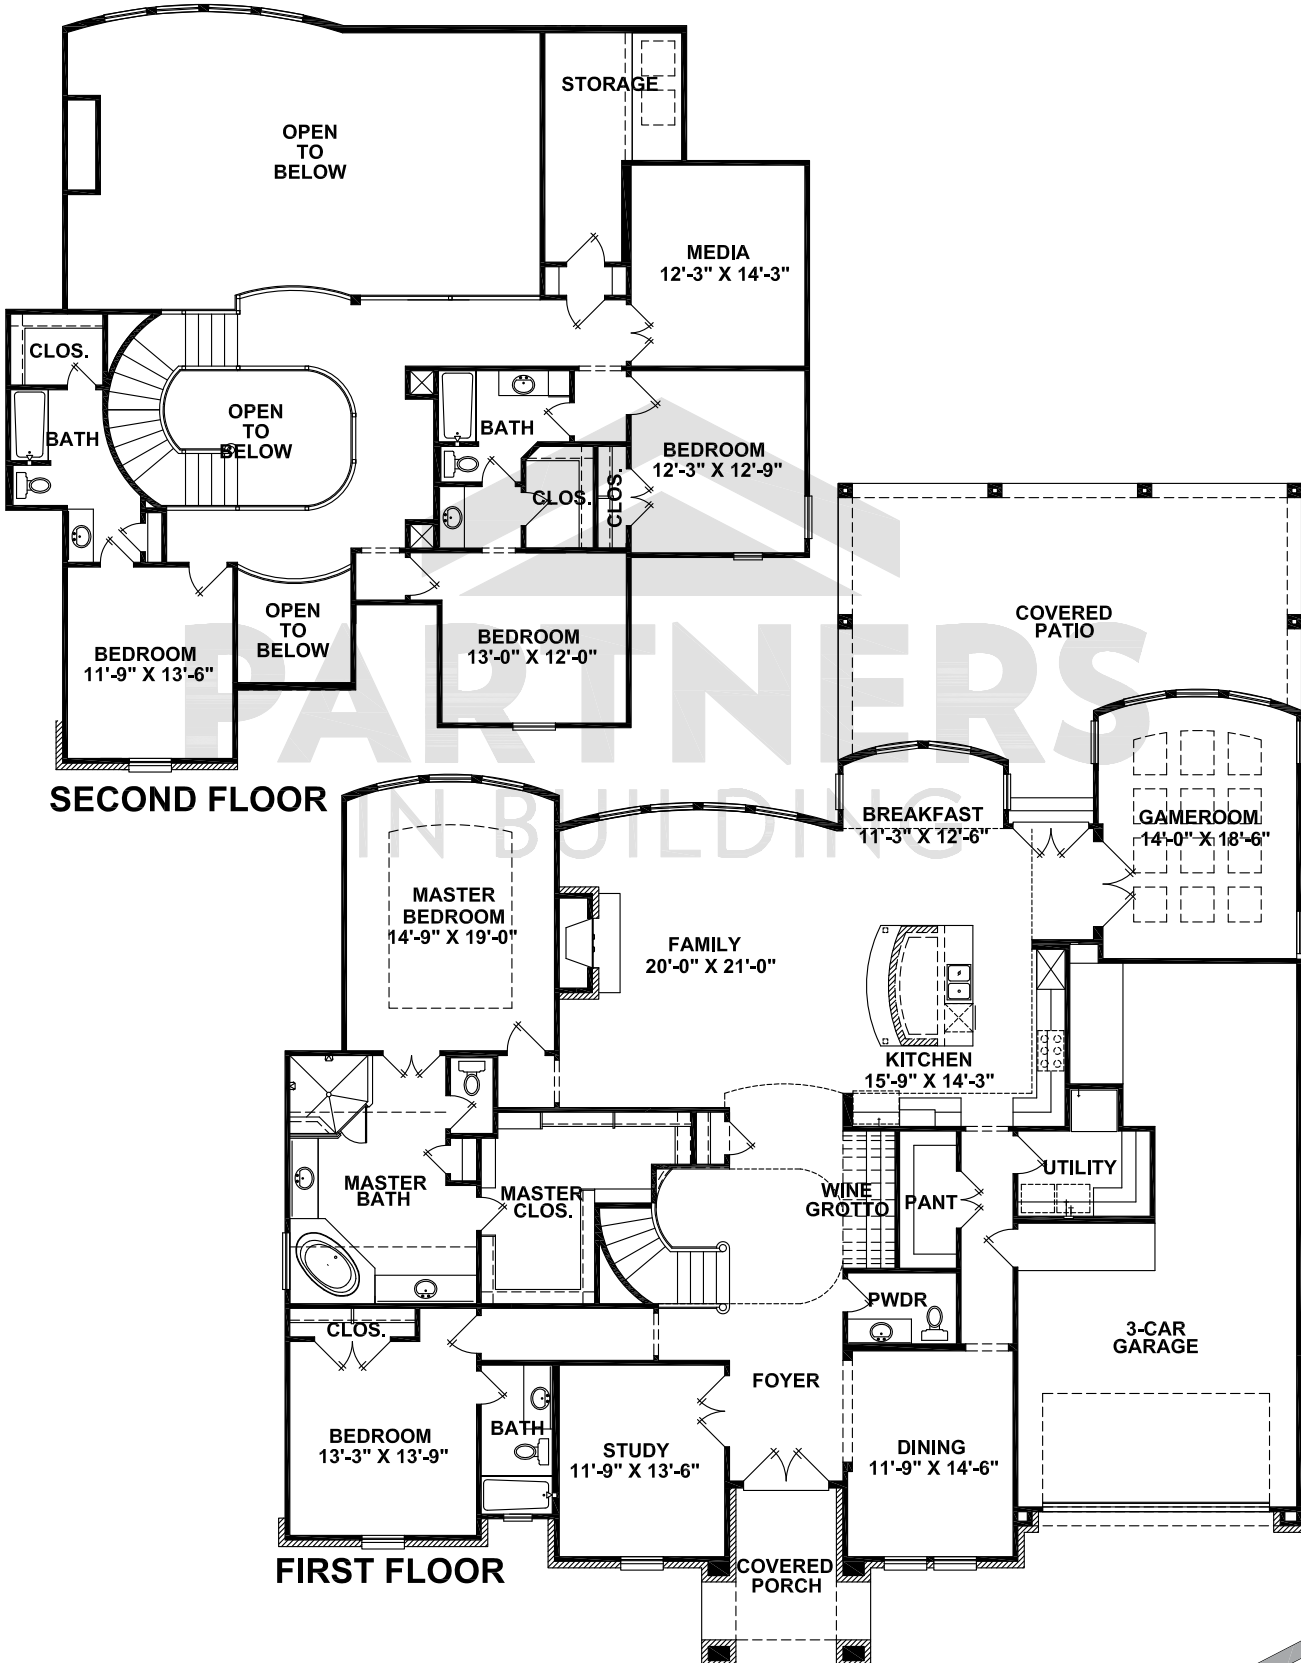 STORAGE
OPEN
TO
BELOW
MEDIA
12'-3" X 14'-3"
CLOS.
OPEN
TO
BELOW
BATH
BATH
BEDROOM
12'-3" X 12'-9"
CLOS.
CLOS.
OPEN
TO
BELOW
BEDROOM
13'-0" X 12'-0"
BEDROOM
11'-9" X 13'-6"
COVERED
PATIO
PARTNERS
IN BUILDING
SECOND FLOOR
BREAKFAST
11'-3" X 12'-6"
GAMEROOM
14'-0" X 18'-6"
MASTER
BEDROOM
14'-9" X 19'-0"
FAMILY
20'-0" X 21'-0"
KITCHEN
15'-9" X 14'-3"
MASTER
BATH
MASTER
CLOS.
WINE
GROTTO
PANT
UTILITY
PWDR
CLOS.
3-CAR
GARAGE
FOYER
BEDROOM
13'-3" X 13'-9"
BATH
STUDY
11'-9" X 13'-6"
DINING
11'-9" X 14'-6"
COVERED
PORCH
FIRST FLOOR